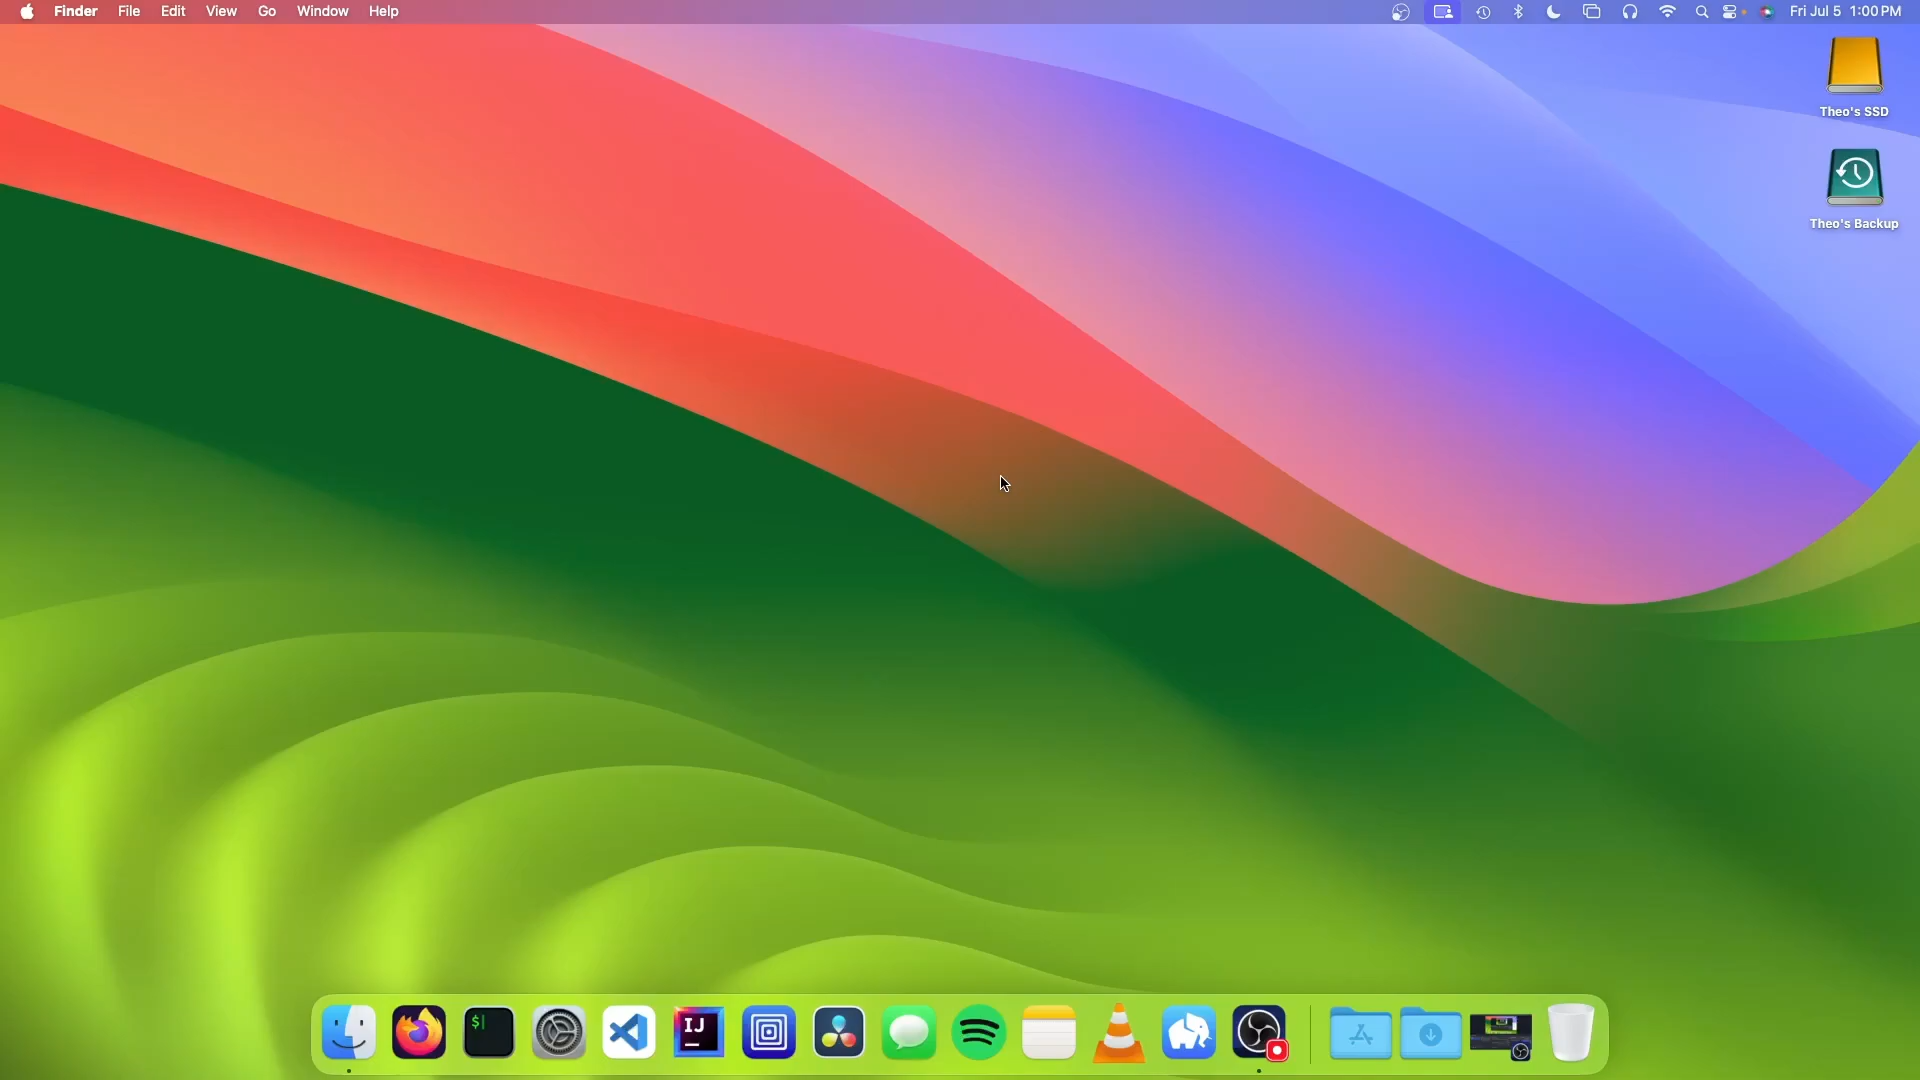 Finder File Edit View Go Window Help
Fri Jul 5 1:00 PM
Theo's SSD
Theo's Backup
$
IJ